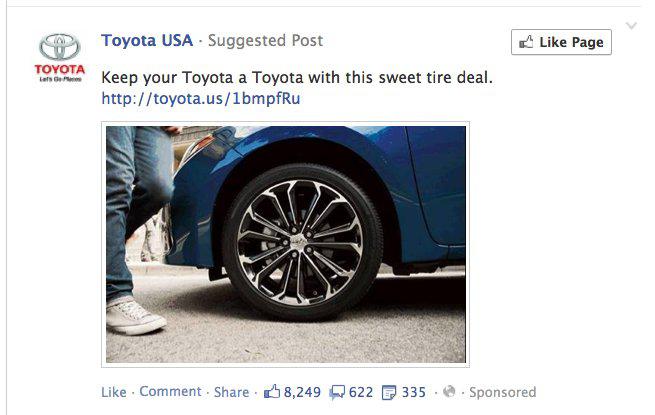 Toyota USA · Suggested Post
Like Page
TOYOTA
Let's Go Places
Keep your Toyota a Toyota with this sweet tire deal.
http://toyota.us/1bmpfRu
Like · Comment · Share · 8,249 622 335 · Sponsored